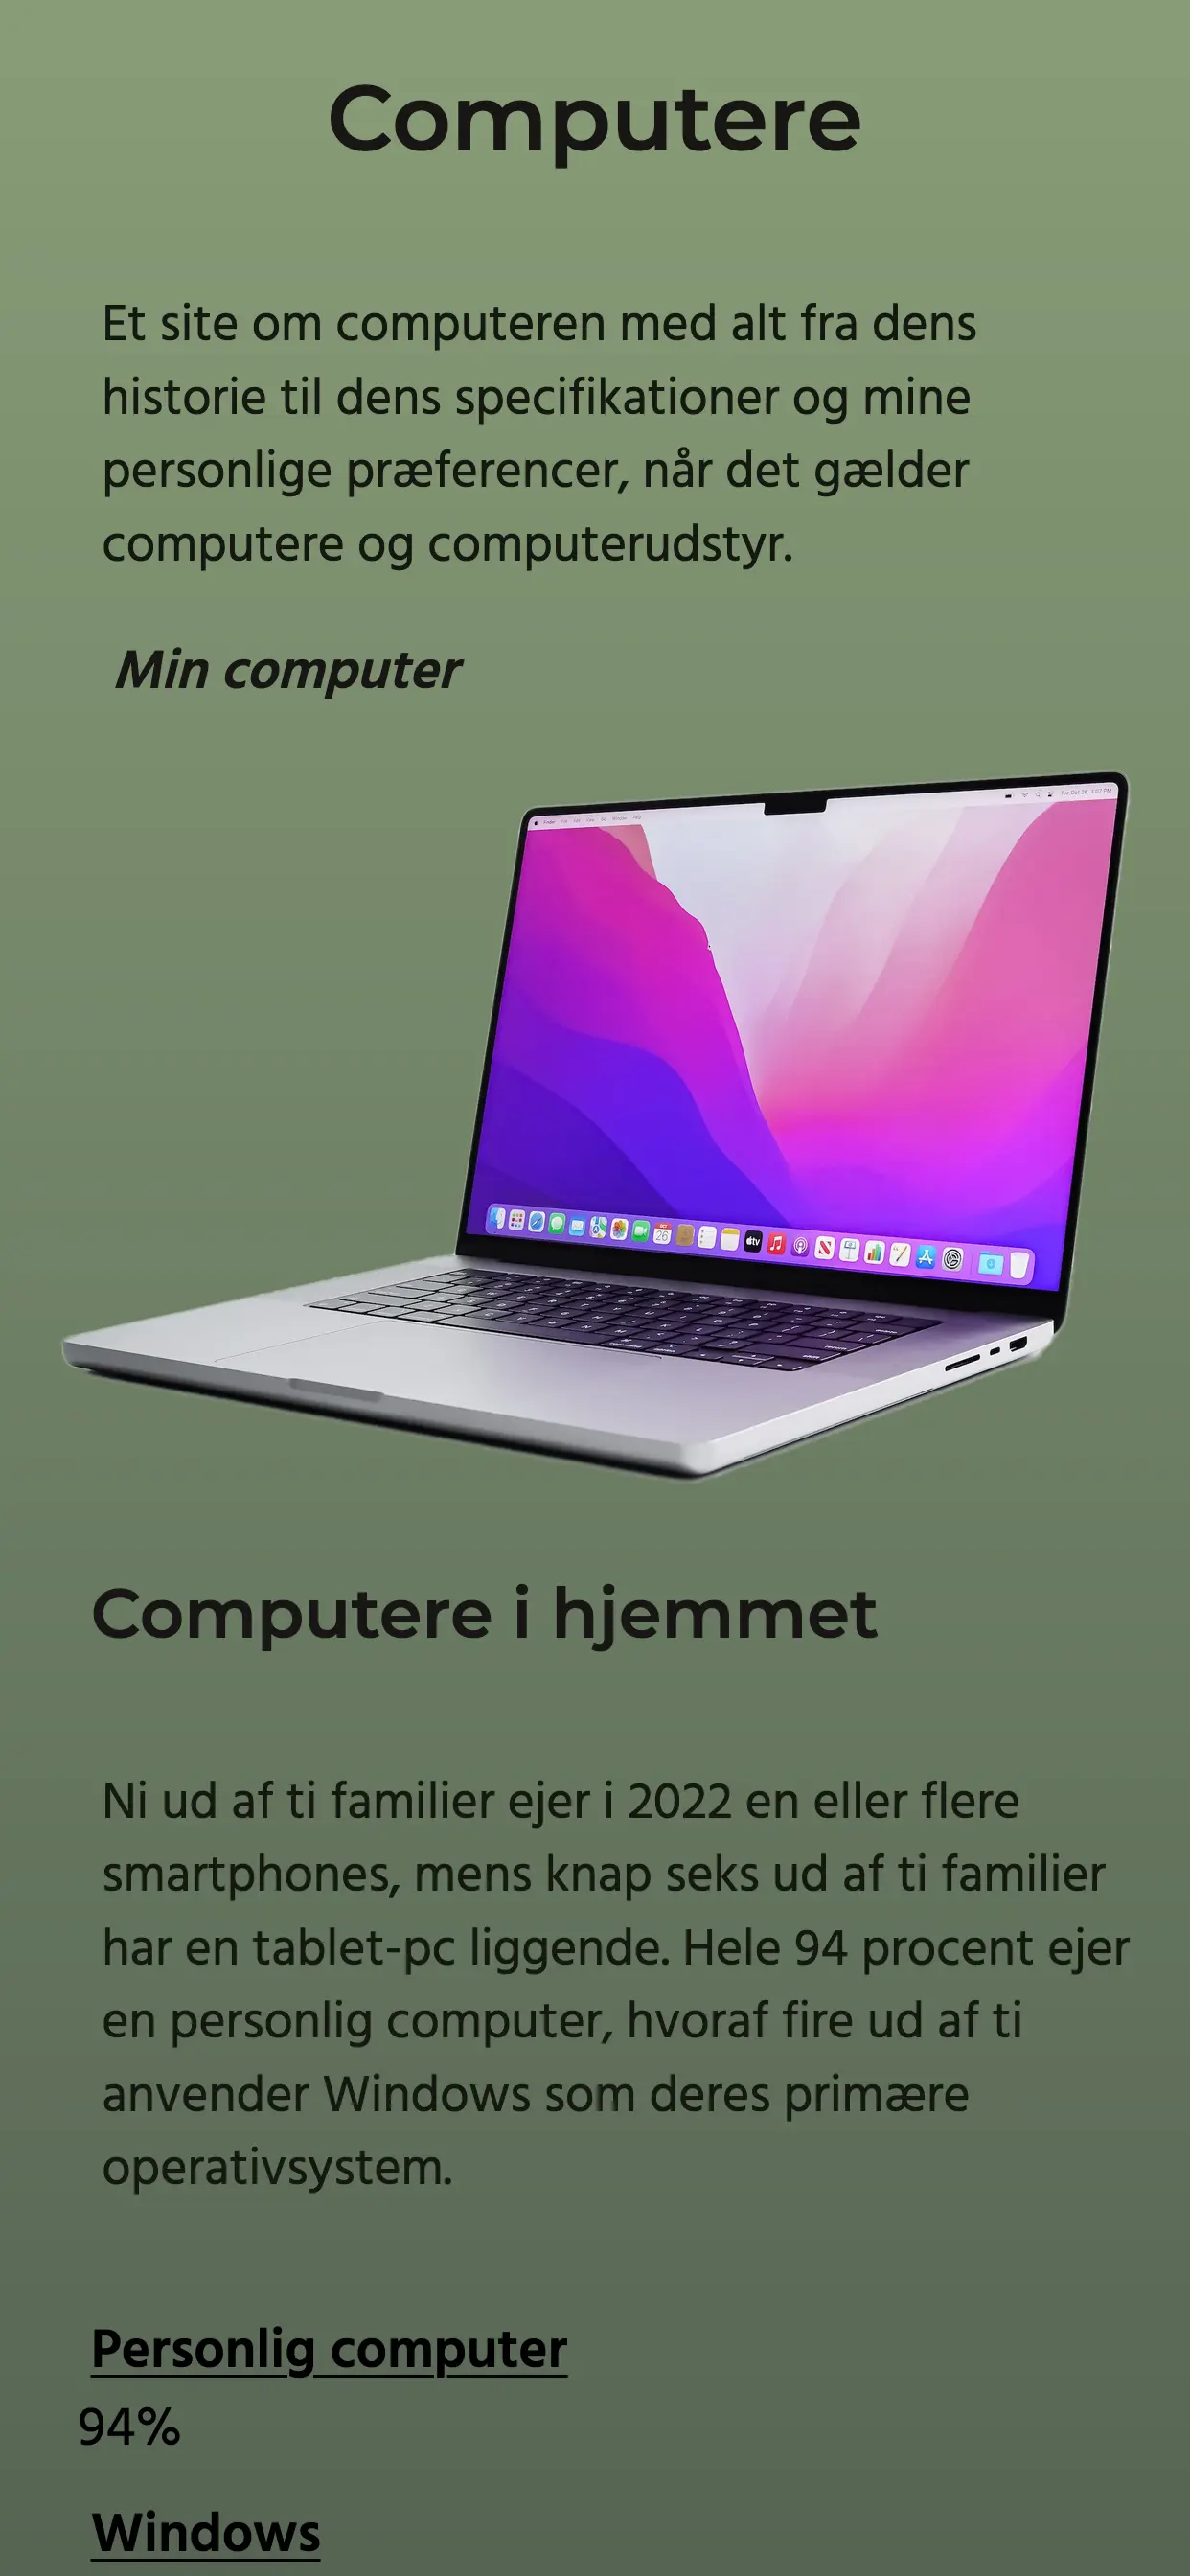 Computere
Et site om computeren med alt fra dens
historie til dens specifikationer og mine
personlige præferencer, når det gælder
computere og computerudstyr.
Min computer
Computere i hjemmet
Ni ud af ti familier ejer i 2022 en eller flere
smartphones, mens knap seks ud af ti familier
har en tablet-pc liggende. Hele 94 procent ejer
en personlig computer, hvoraf fire ud af ti
anvender Windows som deres primære
operativsystem.
Personlig computer
94%
Windows